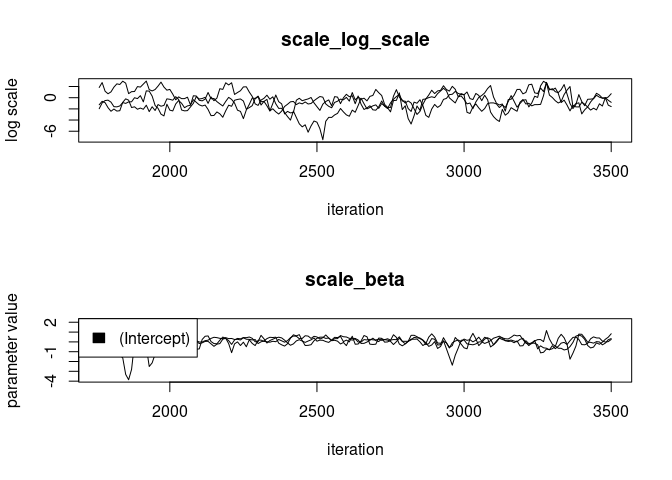 scale_log_scale
log scale
0
-6
2000 2500 3000 3500
iteration
scale_beta
parameter value
2
-1
-4
(Intercept)
2000 2500 3000 3500
iteration